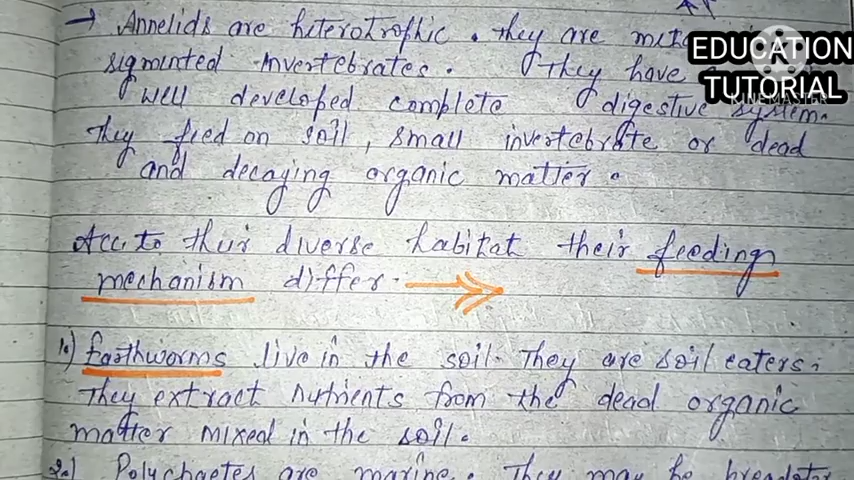 → Annelids are heterotrophic. They are
segmented invertebrates. They have
well developed complete digestive system.
They feed on soil, small invertebrate or dead
and decaying organic matter.
Acc. to their diverse habitat their feeding
mechanism differ.
1.) Earthworms live in the soil. They are soil eaters.
They extract nutrients from the dead organic
matter mixed in the soil.
2.) Polychaetes are marine. They may be
EDUCATION
TUTORIAL
KINEMASTER